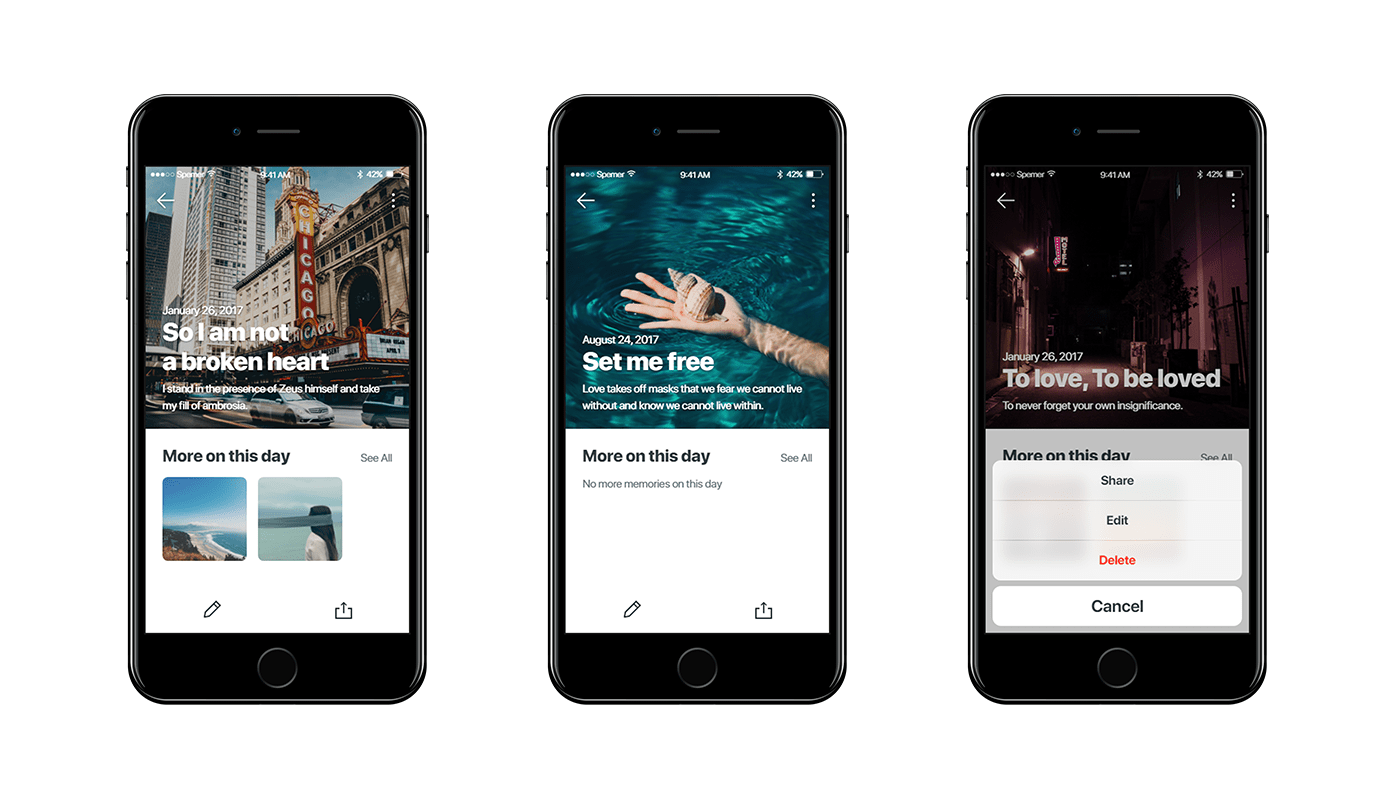 Spemer
9:41 AM
42%
CHICAGO
CHICAGO
APRIL 7
January 26, 2017
So I am not
a broken heart
I stand in the presence of Zeus himself and take
my fill of ambrosia.
More on this day
See All
Spemer
9:41 AM
42%
August 24, 2017
Set me free
Love takes off masks that we fear we cannot live
without and know we cannot live within.
More on this day
See All
No more memories on this day
Spemer
9:41 AM
42%
MOTEL
January 26, 2017
To love, To be loved
To never forget your own insignificance.
More on this day
See All
Share
Edit
Delete
Cancel